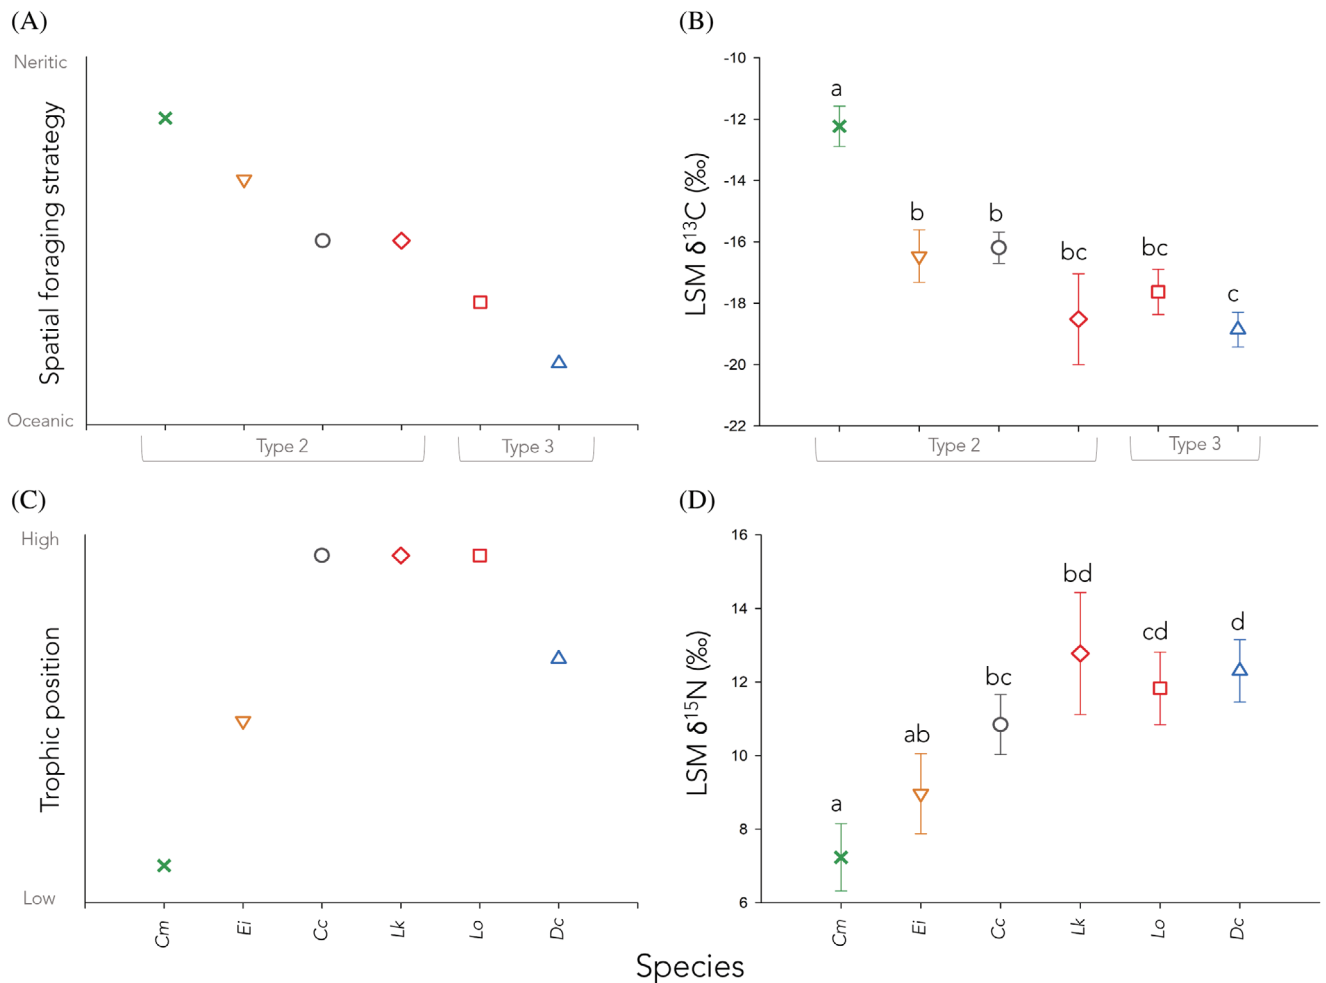 (A)
Neritic
Spatial foraging strategy
Oceanic
Type 2
Type 3
(B)
-10
-12
-14
-16
-18
-20
-22
LSM δ¹³C (‰)
a
b
b
bc
bc
c
Type 2
Type 3
(C)
High
Trophic position
Low
Cm
Ei
Cc
Lk
Lo
Dc
(D)
16
14
12
10
8
6
LSM δ¹⁵N (‰)
a
ab
bc
bd
cd
d
Cm
Ei
Cc
Lk
Lo
Dc
Species